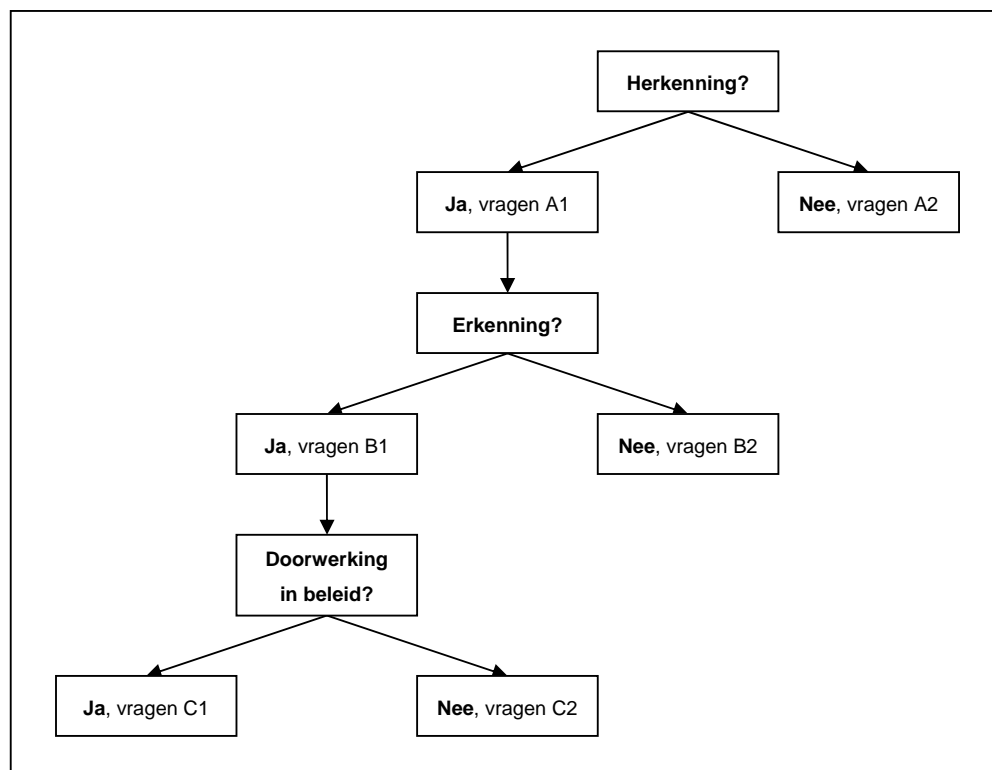 Herkenning?
Ja, vragen A1
Nee, vragen A2
Erkenning?
Ja, vragen B1
Nee, vragen B2
Doorwerking
in beleid?
Ja, vragen C1
Nee, vragen C2